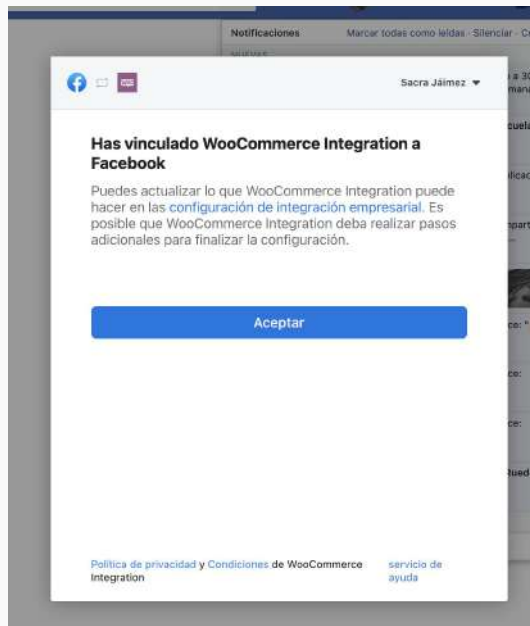 Notificaciones Marcar todas como leídas · Silenciar ·
NUEVAS
Sacra Jáimez
Has vinculado WooCommerce Integration a
Facebook
Puedes actualizar lo que WooCommerce Integration puede
hacer en las configuración de integración empresarial. Es
posible que WooCommerce Integration deba realizar pasos
adicionales para finalizar la configuración.
Aceptar
Política de privacidad y Condiciones de WooCommerce
Integration
servicio de
ayuda